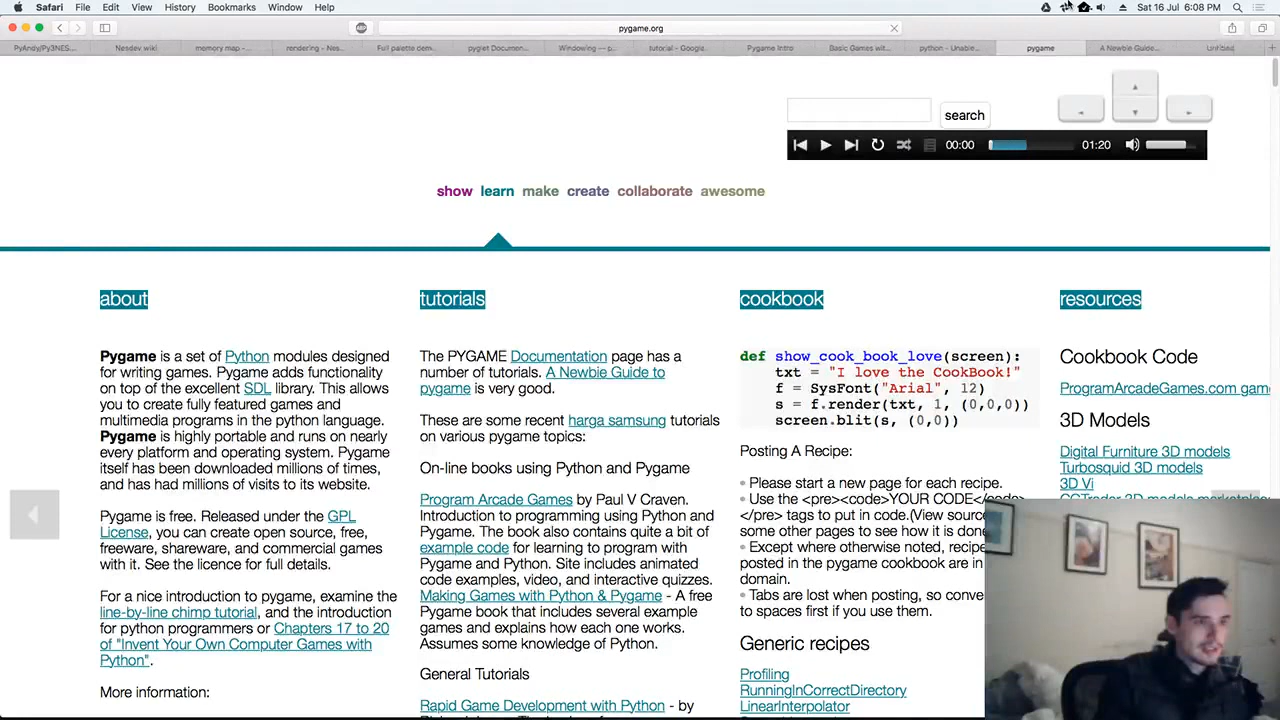 Safari File Edit View History Bookmarks Window Help Sat 16 Jul 6:08 PM
pygame.org
PyAndy/Py3NES... Nesdev wiki memory map -... rendering - Nes... Full palette dem... pyglet Documen... Windowing — p... tutorial - Google... Pygame Intro Basic Games wit... python - Unable... pygame A Newbie Guide... Untitled
search
00:00 01:20
show learn make create collaborate awesome
about
Pygame is a set of Python modules designed
for writing games. Pygame adds functionality
on top of the excellent SDL library. This allows
you to create fully featured games and
multimedia programs in the python language.
Pygame is highly portable and runs on nearly
every platform and operating system. Pygame
itself has been downloaded millions of times,
and has had millions of visits to its website.
Pygame is free. Released under the GPL
License, you can create open source, free,
freeware, shareware, and commercial games
with it. See the licence for full details.
For a nice introduction to pygame, examine the
line-by-line chimp tutorial, and the introduction
for python programmers or Chapters 17 to 20
of "Invent Your Own Computer Games with
Python".
More information:
tutorials
The PYGAME Documentation page has a
number of tutorials. A Newbie Guide to
pygame is very good.
These are some recent harga samsung tutorials
on various pygame topics:
On-line books using Python and Pygame
Program Arcade Games by Paul V Craven.
Introduction to programming using Python and
Pygame. The book also contains quite a bit of
example code for learning to program with
Pygame and Python. Site includes animated
code examples, video, and interactive quizzes.
Making Games with Python & Pygame - A free
Pygame book that includes several example
games and explains how each one works.
Assumes some knowledge of Python.
General Tutorials
Rapid Game Development with Python - by
cookbook
def show_cook_book_love(screen):
txt = "I love the CookBook!"
f = SysFont("Arial", 12)
s = f.render(txt, 1, (0,0,0))
screen.blit(s, (0,0))
Posting A Recipe:
Please start a new page for each recipe.
Use the <pre><code>YOUR CODE</code>
</pre> tags to put in code.(View source
some other pages to see how it is done
Except where otherwise noted, recipe
posted in the pygame cookbook are in
domain.
Tabs are lost when posting, so conve
to spaces first if you use them.
Generic recipes
Profiling
RunningInCorrectDirectory
LinearInterpolator
resources
Cookbook Code
ProgramArcadeGames.com gam
3D Models
Digital Furniture 3D models
Turbosquid 3D models
3D Vi